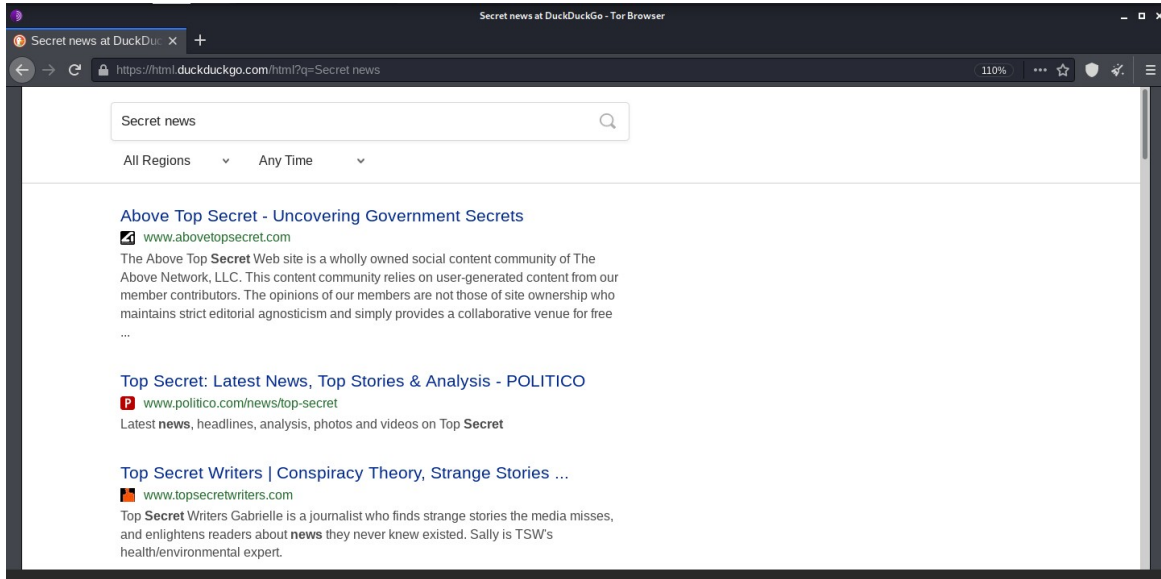 Secret news at DuckDuckGo - Tor Browser
Secret news at DuckDuc
https://html.duckduckgo.com/html?q=Secret news
110%
Secret news
All Regions Any Time
Above Top Secret - Uncovering Government Secrets
www.abovetopsecret.com
The Above Top Secret Web site is a wholly owned social content community of The
Above Network, LLC. This content community relies on user-generated content from our
member contributors. The opinions of our members are not those of site ownership who
maintains strict editorial agnosticism and simply provides a collaborative venue for free
...
Top Secret: Latest News, Top Stories & Analysis - POLITICO
P www.politico.com/news/top-secret
Latest news, headlines, analysis, photos and videos on Top Secret
Top Secret Writers | Conspiracy Theory, Strange Stories ...
www.topsecretwriters.com
Top Secret Writers Gabrielle is a journalist who finds strange stories the media misses,
and enlightens readers about news they never knew existed. Sally is TSW's
health/environmental expert.